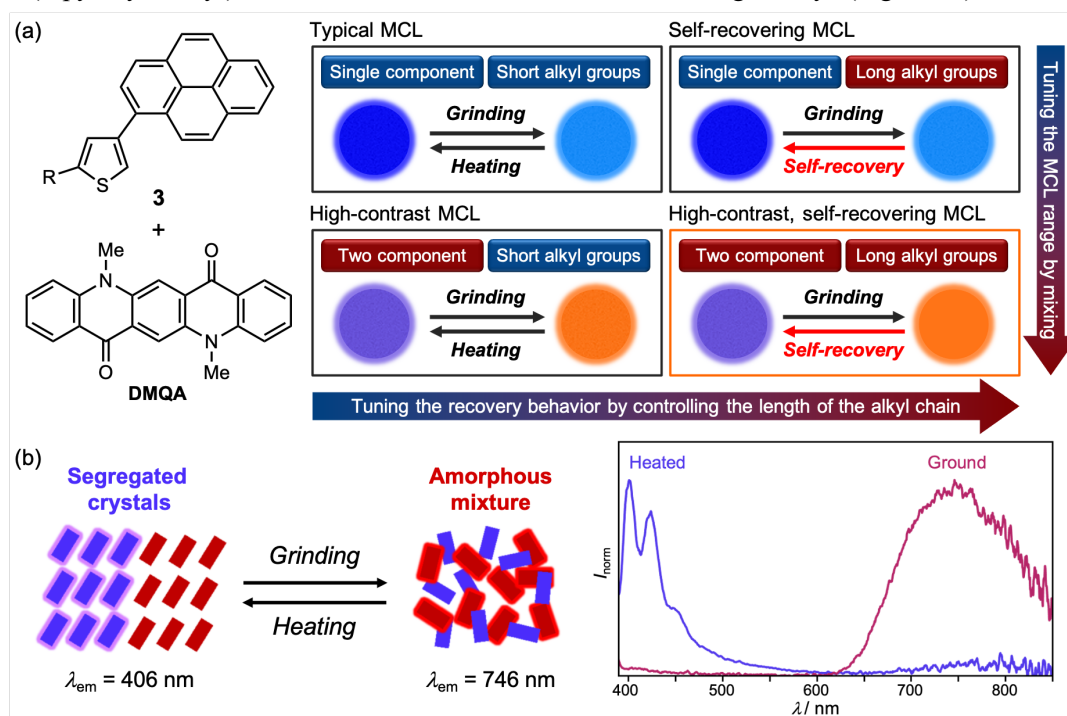 (a)
Typical MCL
Self-recovering MCL
Single component
Short alkyl groups
Single component
Long alkyl groups
Grinding
Heating
Grinding
Self-recovery
R
S
3
+
High-contrast MCL
High-contrast, self-recovering MCL
Two component
Short alkyl groups
Two component
Long alkyl groups
Grinding
Heating
Grinding
Self-recovery
Me
N
O
O
N
Me
DMQA
Tuning the MCL range by mixing
Tuning the recovery behavior by controlling the length of the alkyl chain
(b)
Segregated
crystals
Amorphous
mixture
Grinding
Heating
λem = 406 nm
λem = 746 nm
Heated
Ground
Inorm
400 500 600 700 800
λ / nm